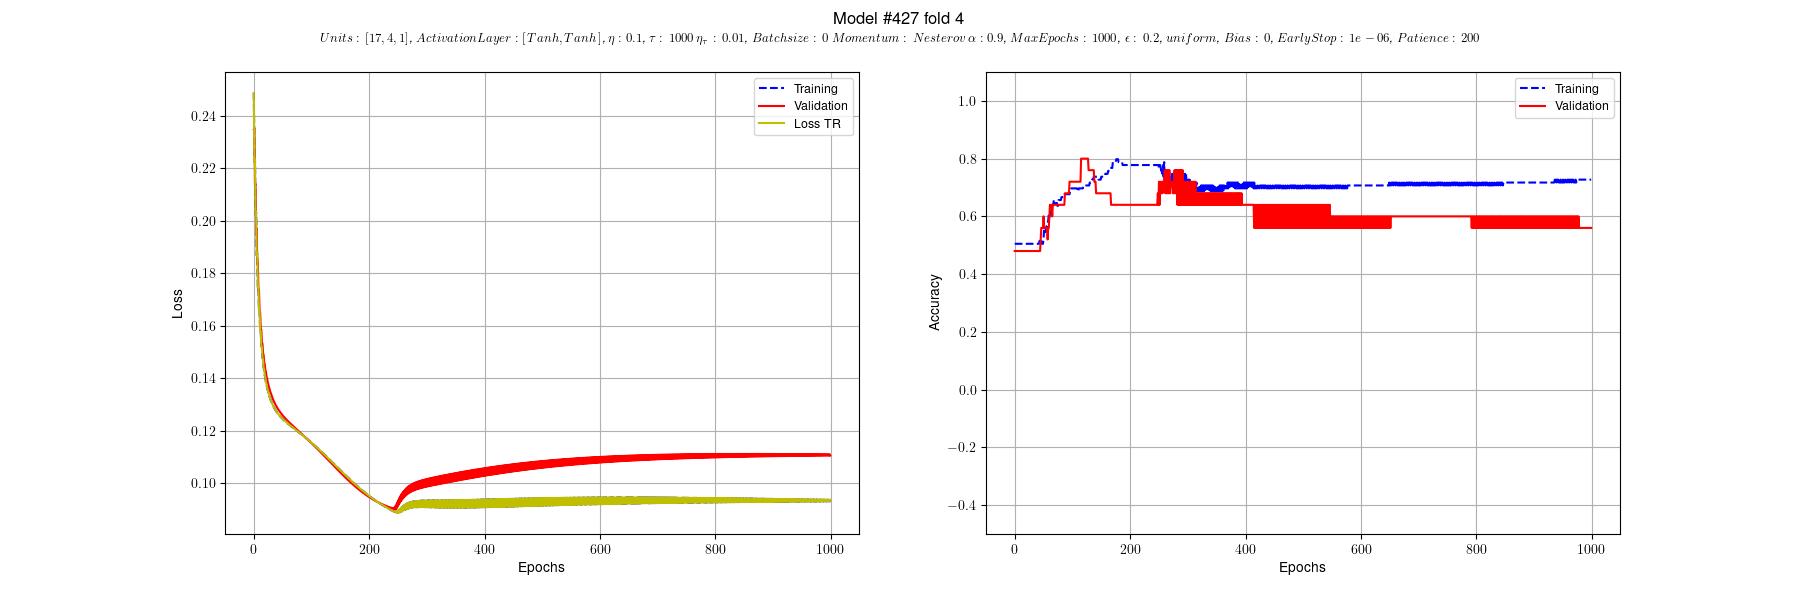 Model #427 fold 4
Units : [17, 4, 1], ActivationLayer : [Tanh, Tanh], η : 0.1, τ : 1000 ητ : 0.01, Batchsize : 0 Momentum : Nesterov α : 0.9, MaxEpochs : 1000, ϵ : 0.2, uniform, Bias : 0, EarlyStop : 1e − 06, Patience : 200
Training
Validation
Loss TR
0.24
0.22
0.20
0.18
0.16
0.14
0.12
0.10
Loss
0
200
400
600
800
1000
Epochs
Training
Validation
1.0
0.8
0.6
0.4
0.2
0.0
−0.2
−0.4
Accuracy
0
200
400
600
800
1000
Epochs